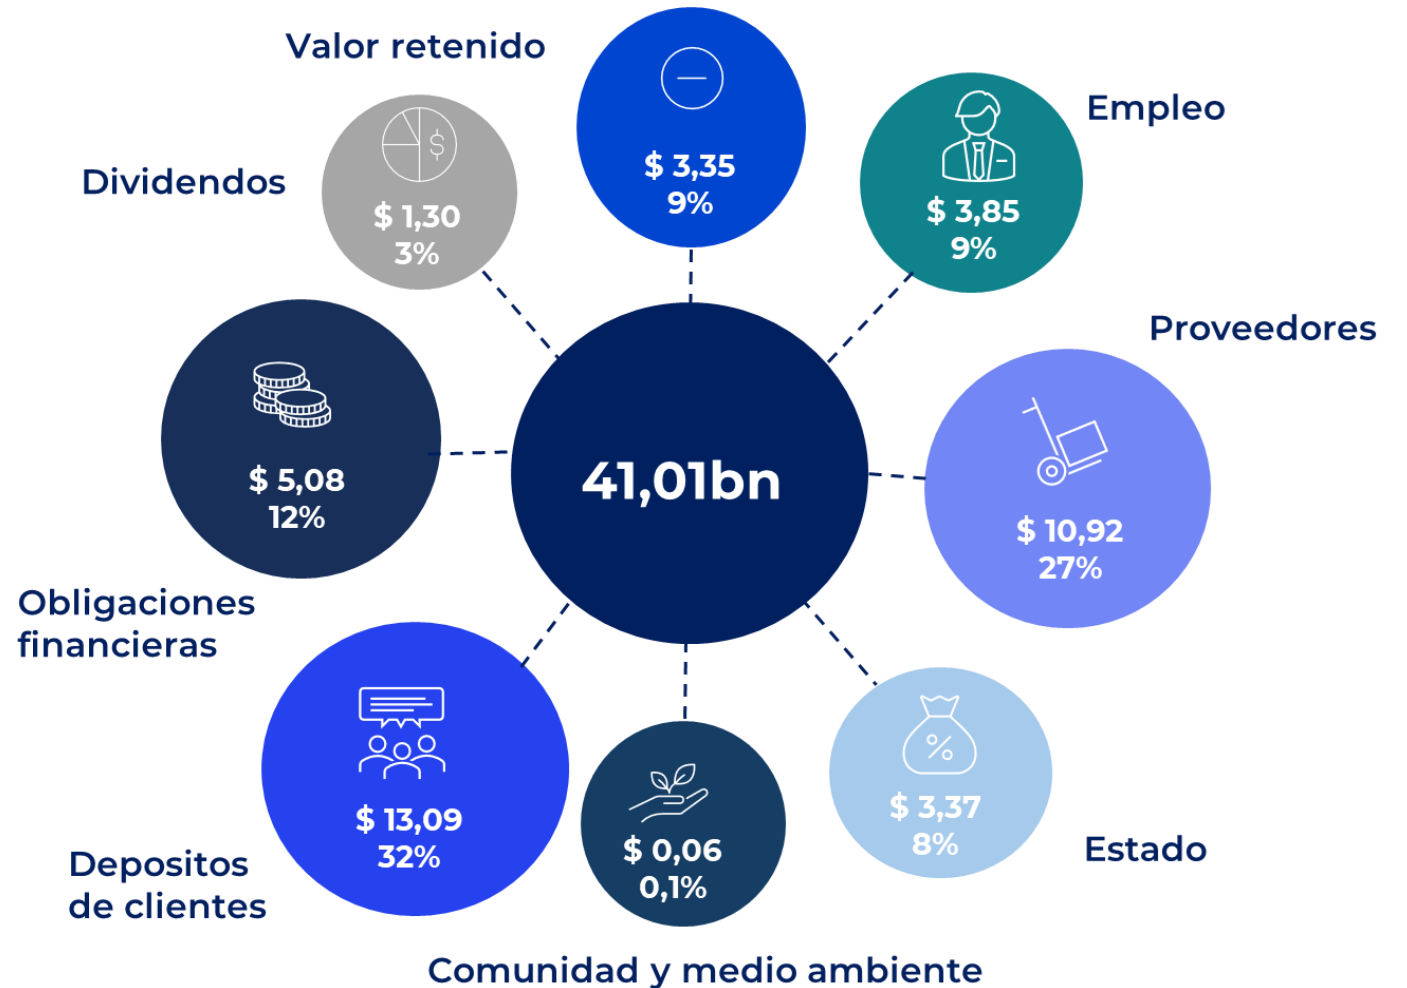 Valor retenido
$ 3,35
9%
Empleo
$ 3,85
9%
Dividendos
$ 1,30
3%
Proveedores
$ 10,92
27%
41,01bn
$ 5,08
12%
Obligaciones
financieras
$ 13,09
32%
Depositos
de clientes
$ 0,06
0,1%
Comunidad y medio ambiente
$ 3,37
8%
Estado